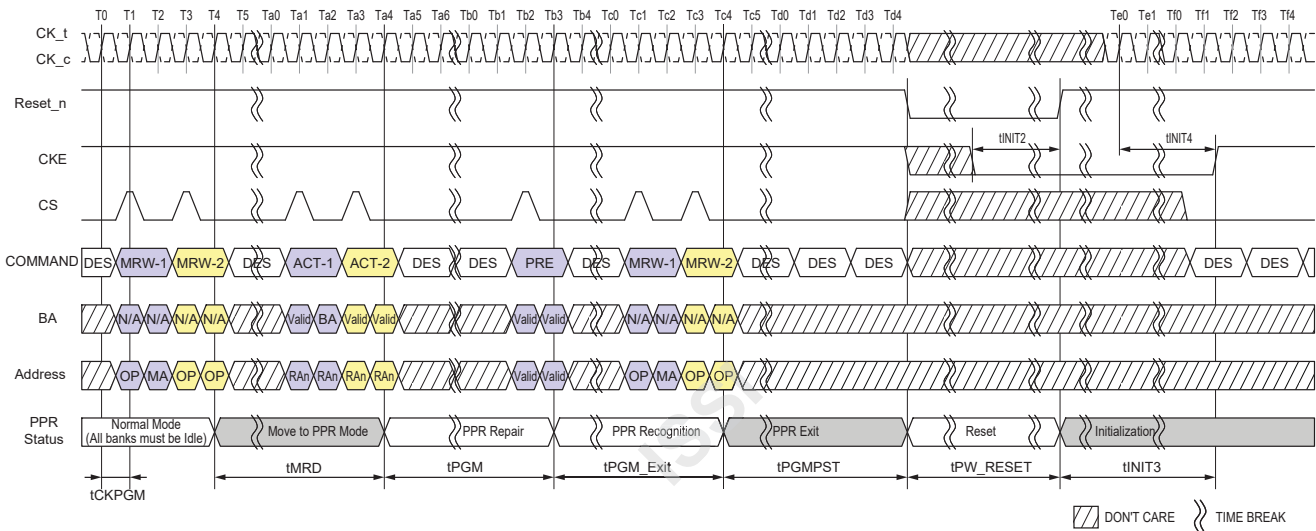 T0 T1 T2 T3 T4 T5 Ta0 Ta1 Ta2 Ta3 Ta4 Ta5 Ta6 Tb0 Tb1 Tb2 Tb3 Tb4 Tc0 Tc1 Tc2 Tc3 Tc4 Tc5 Td0 Td1 Td2 Td3 Td4 Te0 Te1 Tf0 Tf1 Tf2 Tf3 Tf4
CK_t
CK_c
Reset_n
CKE tINIT2 tINIT4
CS
COMMAND DES MRW-1 MRW-2 DES ACT-1 ACT-2 DES DES PRE DES MRW-1 MRW-2 DES DES DES DES DES
BA N/A N/A N/A N/A Valid BA Valid Valid Valid Valid N/A N/A N/A N/A
Address OP MA OP OP RAn RAn RAn RAn Valid Valid OP MA OP OP
PPR Status
Normal Mode (All banks must be Idle) Move to PPR Mode PPR Repair PPR Recognition PPR Exit Reset Initialization
tCKPGM tMRD tPGM tPGM_Exit tPGMPST tPW_RESET tINIT3
ISSI
DON'T CARE TIME BREAK